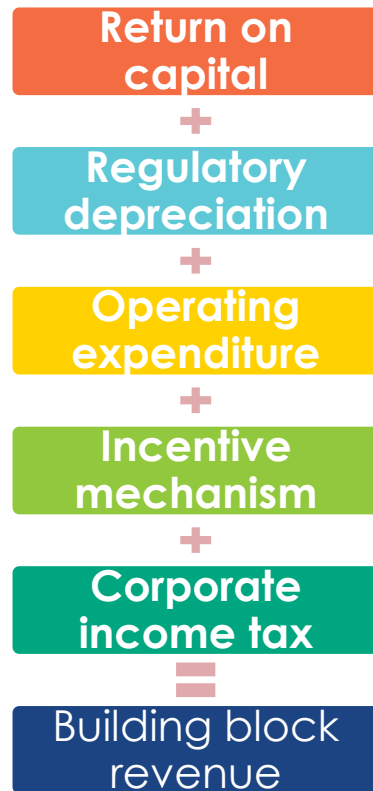 Return on
capital
+
Regulatory
depreciation
+
Operating
expenditure
+
Incentive
mechanism
+
Corporate
income tax
=
Building block
revenue